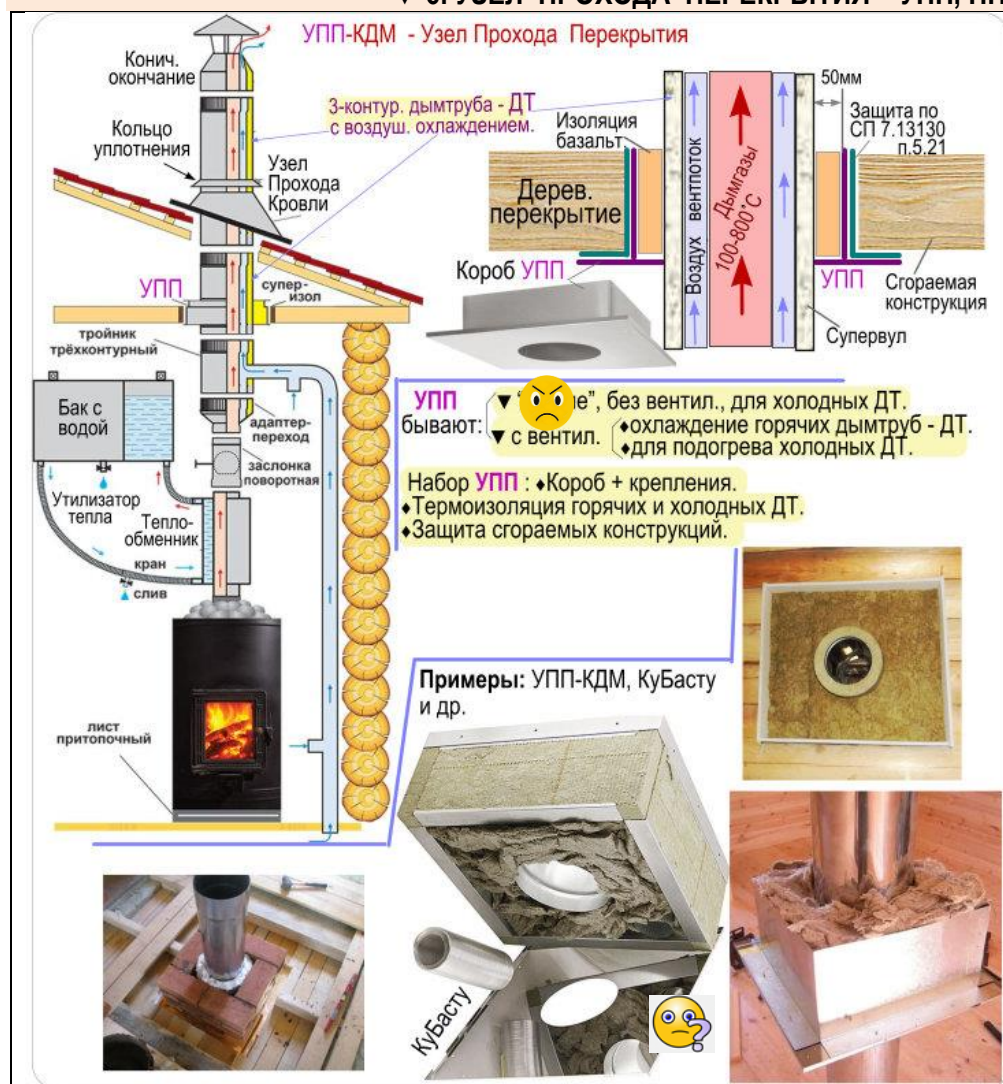 УЗЕЛ ПРОХОДА ПЕРЕКРЫТИЯ - УПП,
УПП-КДМ - Узел Прохода Перекрытия
Конич.
окончание
Кольцо
уплотнения
3-контур. дымтруба - ДТ
с воздуш. охлаждением.
Узел
Прохода
Кровли
УПП
супер-
изол
тройник
трёхконтурный
Бак с
водой
адаптер-
переход
заслонка
поворотная
Утилизатор
тепла
Тепло-
обменник
кран
слив
лист
притопочный
50мм
Изоляция
базальт
Защита по
СП 7.13130
п.5.21
Дерев.
перекрытие
Воздух вентпоток
Дымгазы
100-800°С
Короб УПП
УПП
Сгораемая
конструкция
Супервул
УПП
бывают:
▼ без вентил., для холодных ДТ.
▼ с вентил.
♦охлаждение горячих дымтруб - ДТ.
♦для подогрева холодных ДТ.
Набор УПП : ♦Короб + крепления.
♦Термоизоляция горячих и холодных ДТ.
♦Защита сгораемых конструкций.
Примеры: УПП-КДМ, КуБасту
и др.
КуБасту